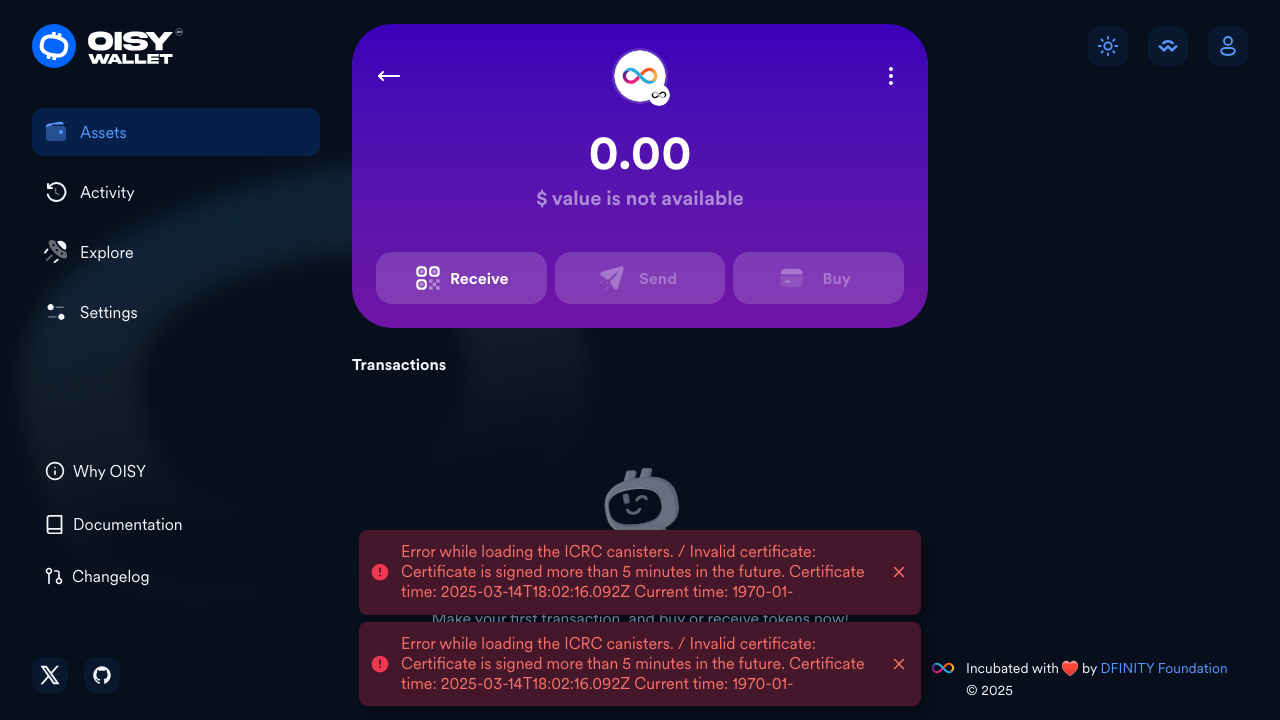 OISY
WALLET
Assets
Activity
Explore
Settings
Why OISY
Documentation
Changelog
0.00
$ value is not available
Receive
Send
Buy
Transactions
Make your first transaction, and buy or receive tokens now!
Error while loading the ICRC canisters. / Invalid certificate:
Certificate is signed more than 5 minutes in the future. Certificate
time: 2025-03-14T18:02:16.092Z Current time: 1970-01-
Error while loading the ICRC canisters. / Invalid certificate:
Certificate is signed more than 5 minutes in the future. Certificate
time: 2025-03-14T18:02:16.092Z Current time: 1970-01-
Incubated with ❤️ by DFINITY Foundation
© 2025